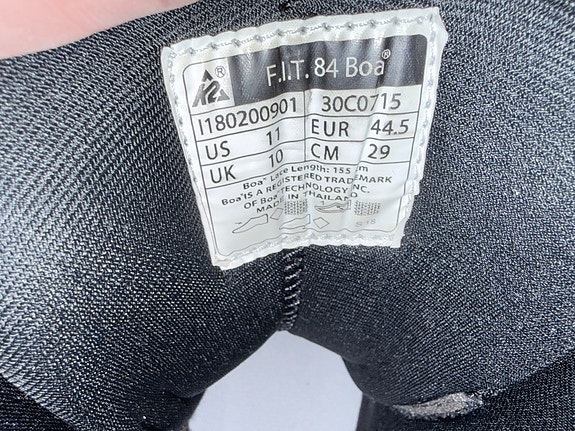 K2® F.I.T. 84 Boa®
I180200901 30C0715
US 11 EUR 44.5
UK 10 CM 29
Boa® Lace Length: 155 cm
Boa® IS A REGISTERED TRADEMARK
OF Boa TECHNOLOGY INC.
MADE IN THAILAND